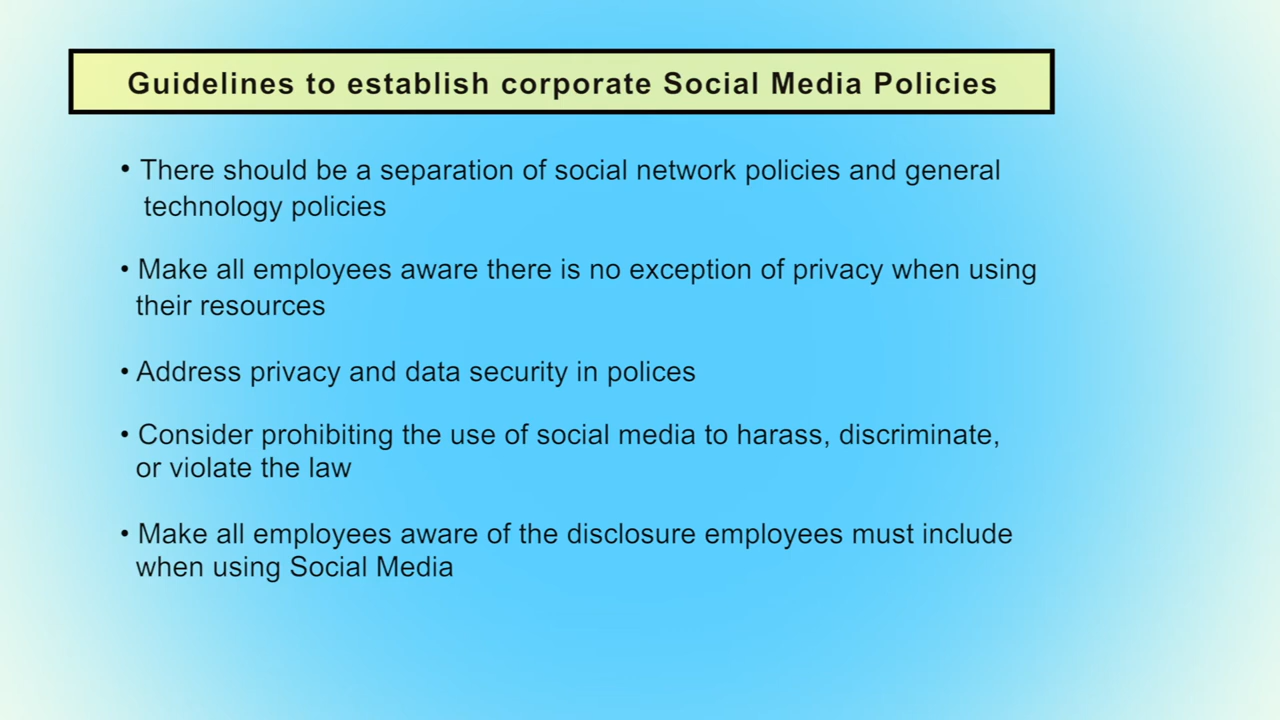 Guidelines to establish corporate Social Media Policies
• There should be a separation of social network policies and general
technology policies
• Make all employees aware there is no exception of privacy when using
their resources
• Address privacy and data security in polices
• Consider prohibiting the use of social media to harass, discriminate,
or violate the law
• Make all employees aware of the disclosure employees must include
when using Social Media